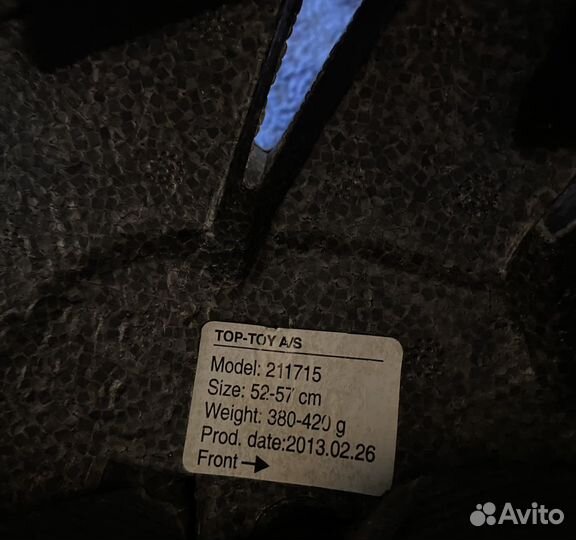 TOP-TOY A/S
Model: 211715
Size: 52-57 cm
Weight: 380-420 g
Prod. date:2013.02.26
Front →
Avito